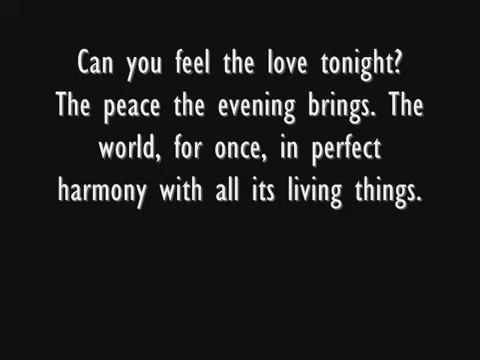 Can you feel the love tonight?
The peace the evening brings. The
world, for once, in perfect
harmony with all its living things.